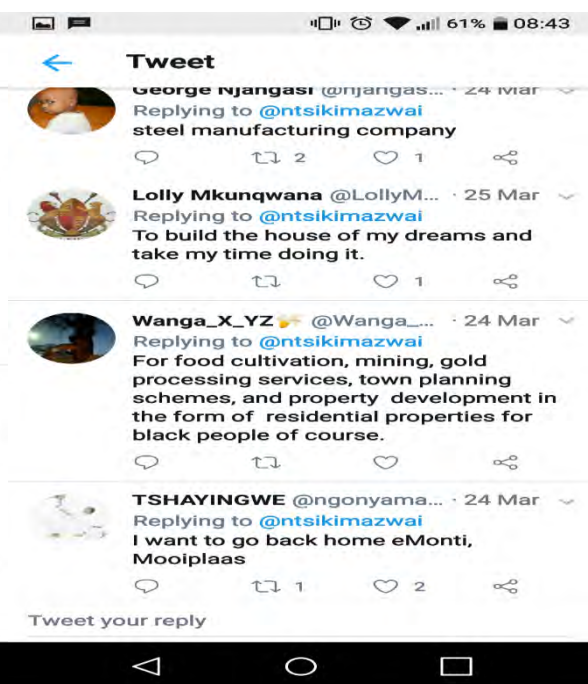 61% 08:43
Tweet
George Njangasi @njangas... · 24 Mar
Replying to @ntsikimazwai
steel manufacturing company
2 1
Lolly Mkunqwana @LollyM... · 25 Mar
Replying to @ntsikimazwai
To build the house of my dreams and
take my time doing it.
1
Wanga_X_YZ @Wanga_... · 24 Mar
Replying to @ntsikimazwai
For food cultivation, mining, gold
processing services, town planning
schemes, and property development in
the form of residential properties for
black people of course.
TSHAYINGWE @ngonyama... · 24 Mar
Replying to @ntsikimazwai
I want to go back home eMonti,
Mooiplaas
1 2
Tweet your reply